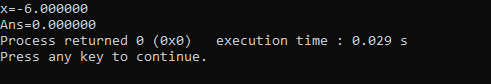 x=-6.000000
Ans=0.000000
Process returned 0 (0x0)   execution time : 0.029 s
Press any key to continue.